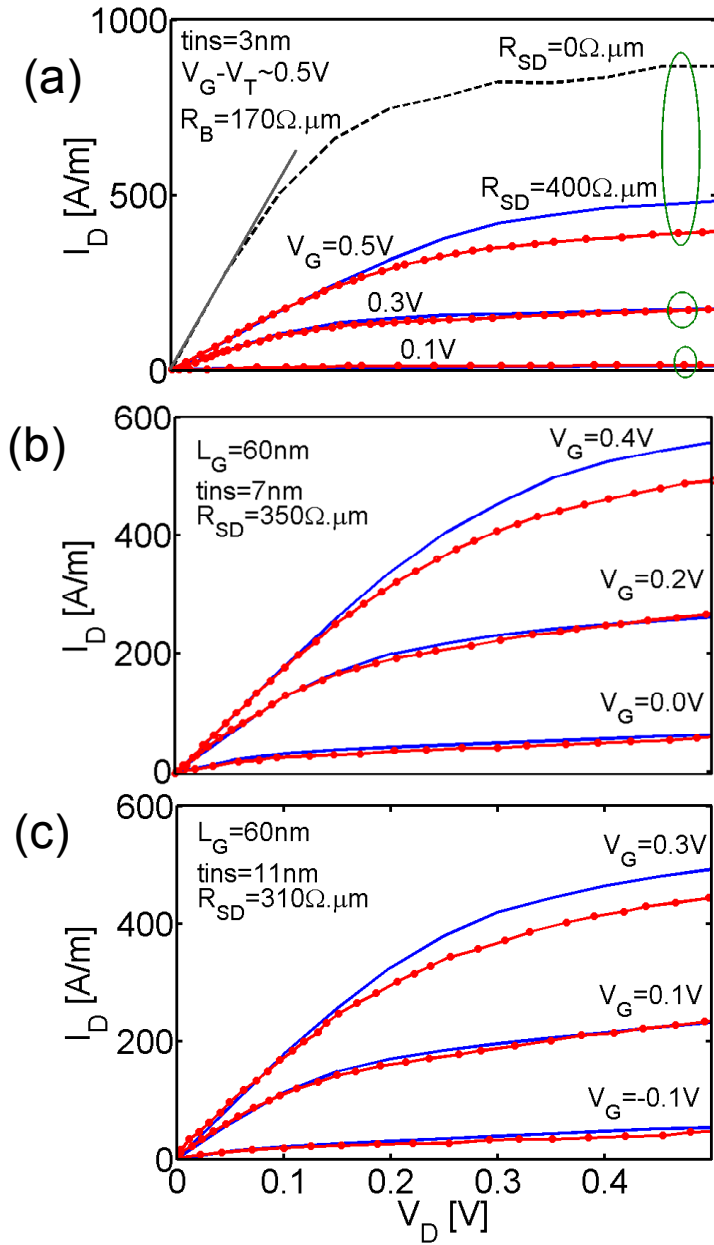 (a)
1000
500
0
I_D [A/m]
tins=3nm
V_G-V_T~0.5V
R_B=170Ω.μm
R_SD=0Ω.μm
R_SD=400Ω.μm
V_G=0.5V
0.3V
0.1V
(b)
600
400
200
0
I_D [A/m]
L_G=60nm
tins=7nm
R_SD=350Ω.μm
V_G=0.4V
V_G=0.2V
V_G=0.0V
(c)
600
400
200
0
I_D [A/m]
L_G=60nm
tins=11nm
R_SD=310Ω.μm
V_G=0.3V
V_G=0.1V
V_G=-0.1V
0 0.1 0.2 0.3 0.4
V_D [V]